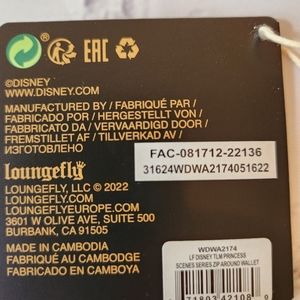 EAC
©DISNEY
WWW.DISNEY.COM
MANUFACTURED BY / FABRIQUÉ PAR /
FABRICADO POR / HERGESTELLT VON /
FABBRICATO DA / VERVAARDIGD DOOR /
FREMSTILLET AF / TILLVERKAD AV /
ИЗГОТОВЛЕНО
loungefly
LOUNGEFLY, LLC © 2022
LOUNGEFLY.COM
LOUNGEFLYEUROPE.COM
3601 W OLIVE AVE, SUITE 500
BURBANK, CA 91505
MADE IN CAMBODIA
FABRIQUÉ AU CAMBODGE
FABRICADO EN CAMBOYA
FAC-081712-22136
31624WDWA2174051622
WDWA2174
LF DISNEY TLM PRINCESS
SCENES SERIES ZIP AROUND WALLET
71803 42108